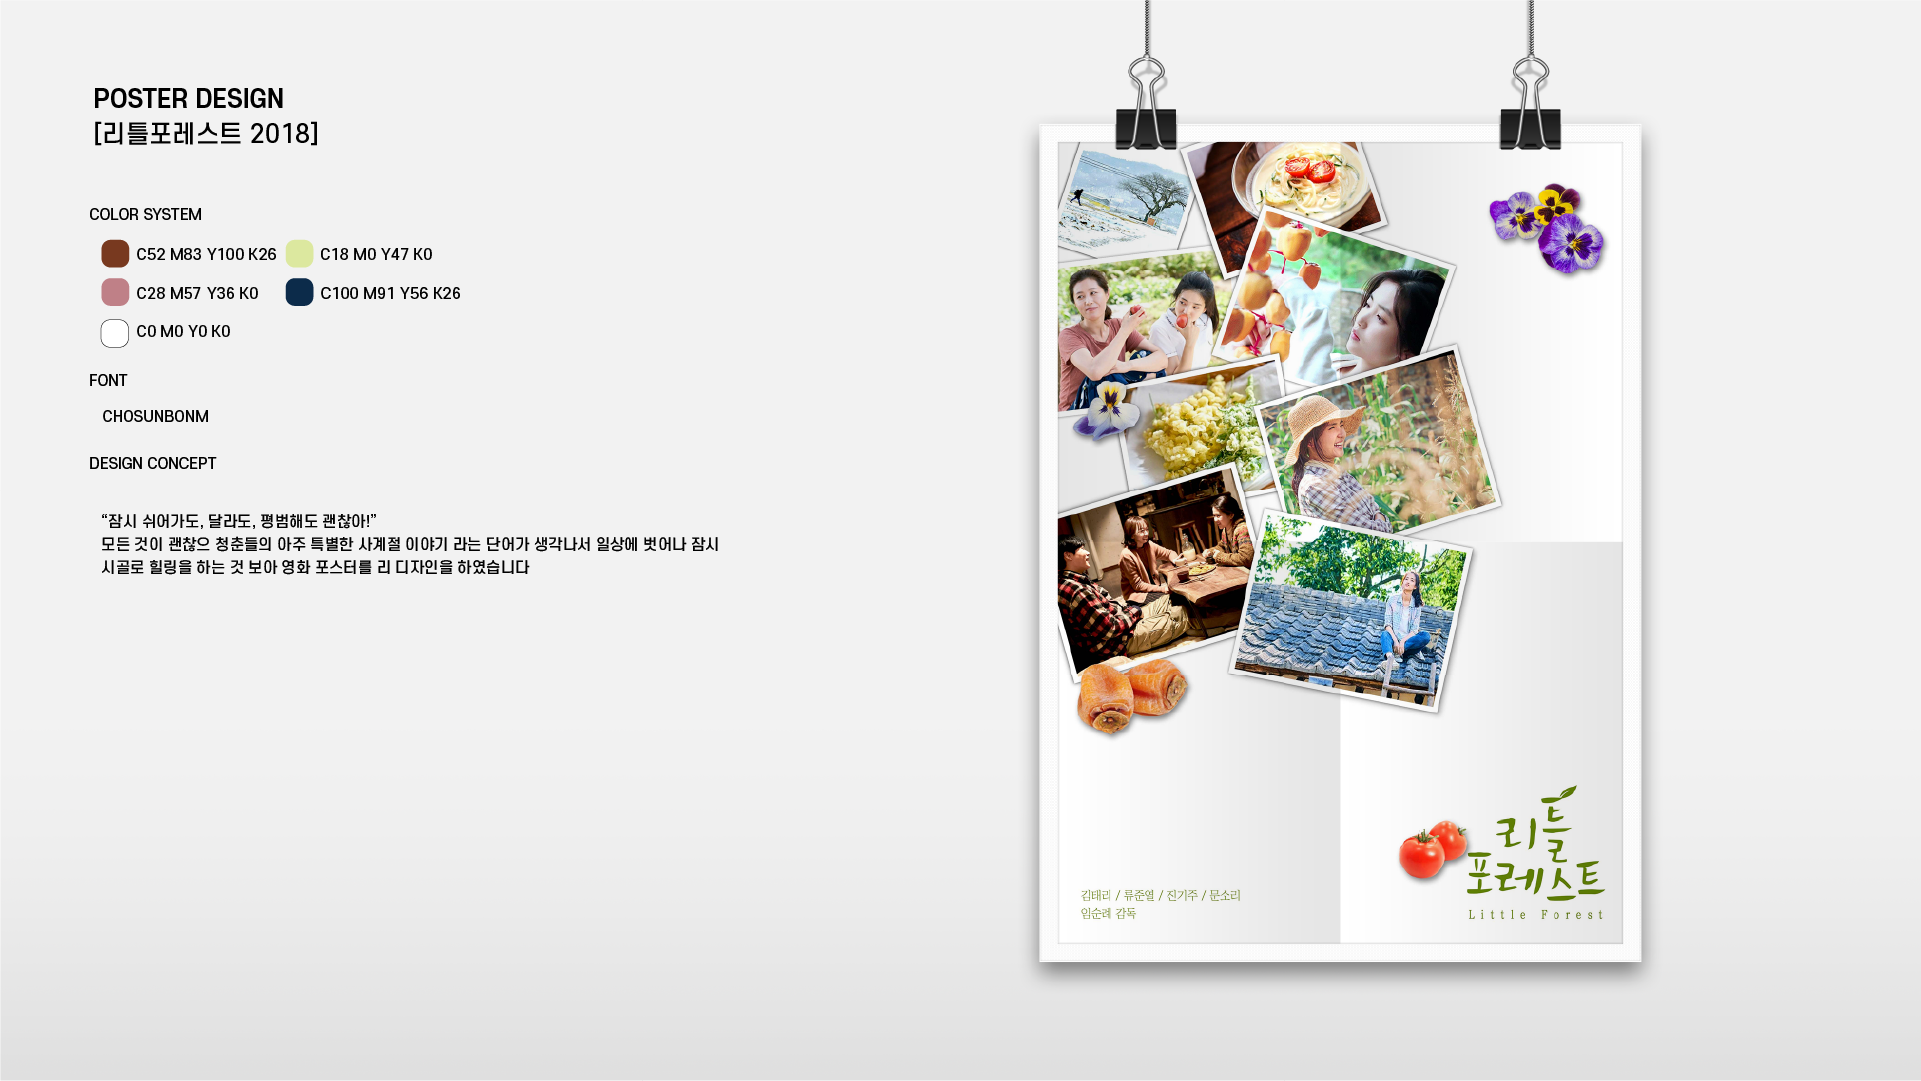 POSTER DESIGN
[리틀포레스트 2018]
COLOR SYSTEM
C52 M83 Y100 K26
C18 M0 Y47 K0
C28 M57 Y36 K0
C100 M91 Y56 K26
C0 M0 Y0 K0
FONT
CHOSUNBONM
DESIGN CONCEPT
“잠시 쉬어가도, 달라도, 평범해도 괜찮아!”
모든 것이 괜찮으 청춘들의 아주 특별한 사계절 이야기 라는 단어가 생각나서 일상에 벗어나 잠시
시골로 힐링을 하는 것 보아 영화 포스터를 리 디자인을 하였습니다
리틀
포레스트
Little Forest
김태리 / 류준열 / 진기주 / 문소리
임순례 감독